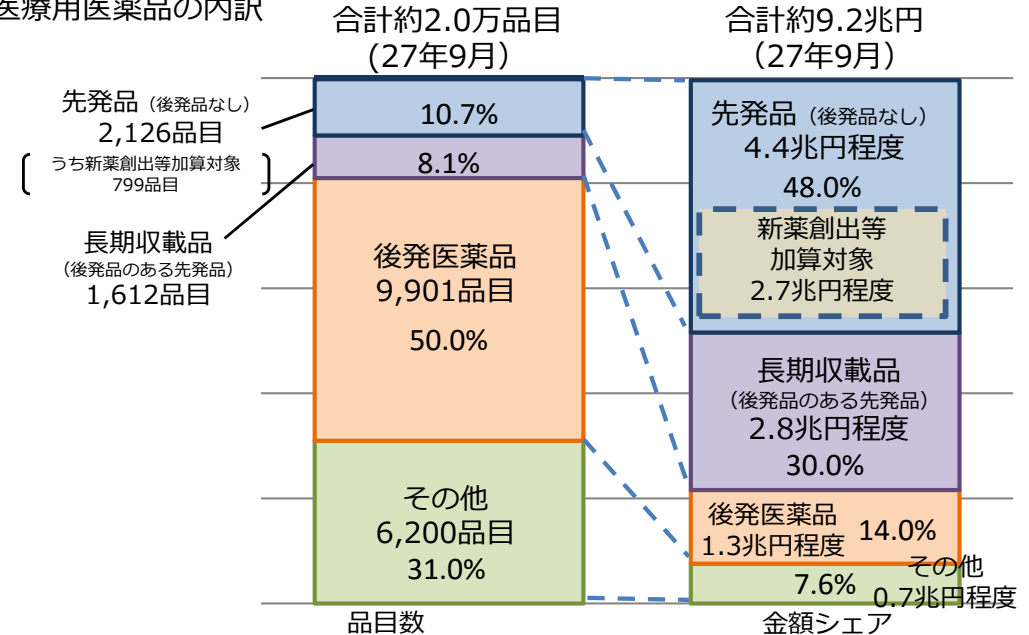 医療用医薬品の内訳
合計約2.0万品目
(27年9月)
合計約9.2兆円
(27年9月)
先発品（後発品なし）
2,126品目
うち新薬創出等加算対象
799品目
長期収載品
（後発品のある先発品）
1,612品目
10.7%
8.1%
後発医薬品
9,901品目
50.0%
その他
6,200品目
31.0%
品目数
先発品（後発品なし）
4.4兆円程度
48.0%
新薬創出等
加算対象
2.7兆円程度
長期収載品
（後発品のある先発品）
2.8兆円程度
30.0%
後発医薬品
1.3兆円程度
14.0%
その他
0.7兆円程度
7.6%
金額シェア